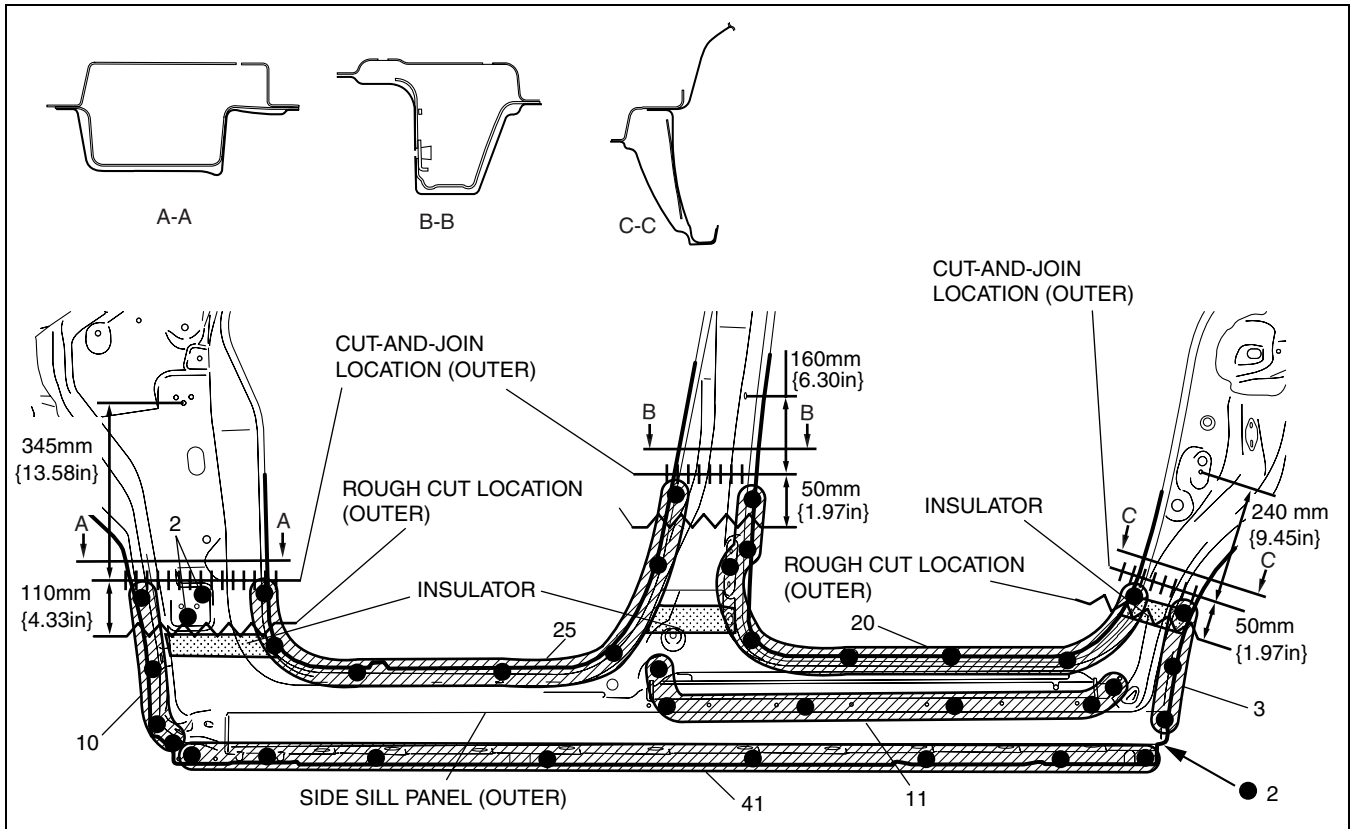 A-A
B-B
C-C
CUT-AND-JOIN
LOCATION (OUTER)
CUT-AND-JOIN
LOCATION (OUTER)
160mm
{6.30in}
B
B
345mm
{13.58in}
ROUGH CUT LOCATION
(OUTER)
50mm
{1.97in}
INSULATOR
240 mm
{9.45in}
A
2
A
C
C
ROUGH CUT LOCATION
(OUTER)
110mm
{4.33in}
INSULATOR
50mm
{1.97in}
25
20
3
10
11
SIDE SILL PANEL (OUTER)
41
2